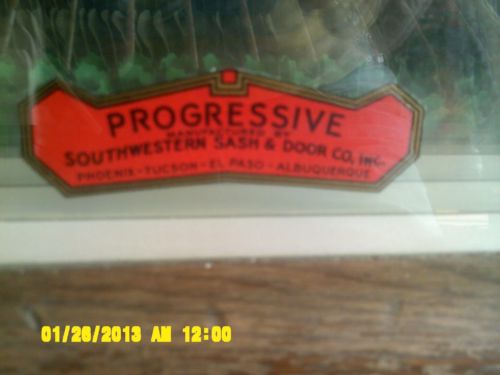 PROGRESSIVE
MANUFACTURED BY
SOUTHWESTERN SASH & DOOR CO, INC.
PHOENIX - TUCSON - EL PASO - ALBUQUERQUE
01/26/2013 AM 12:00